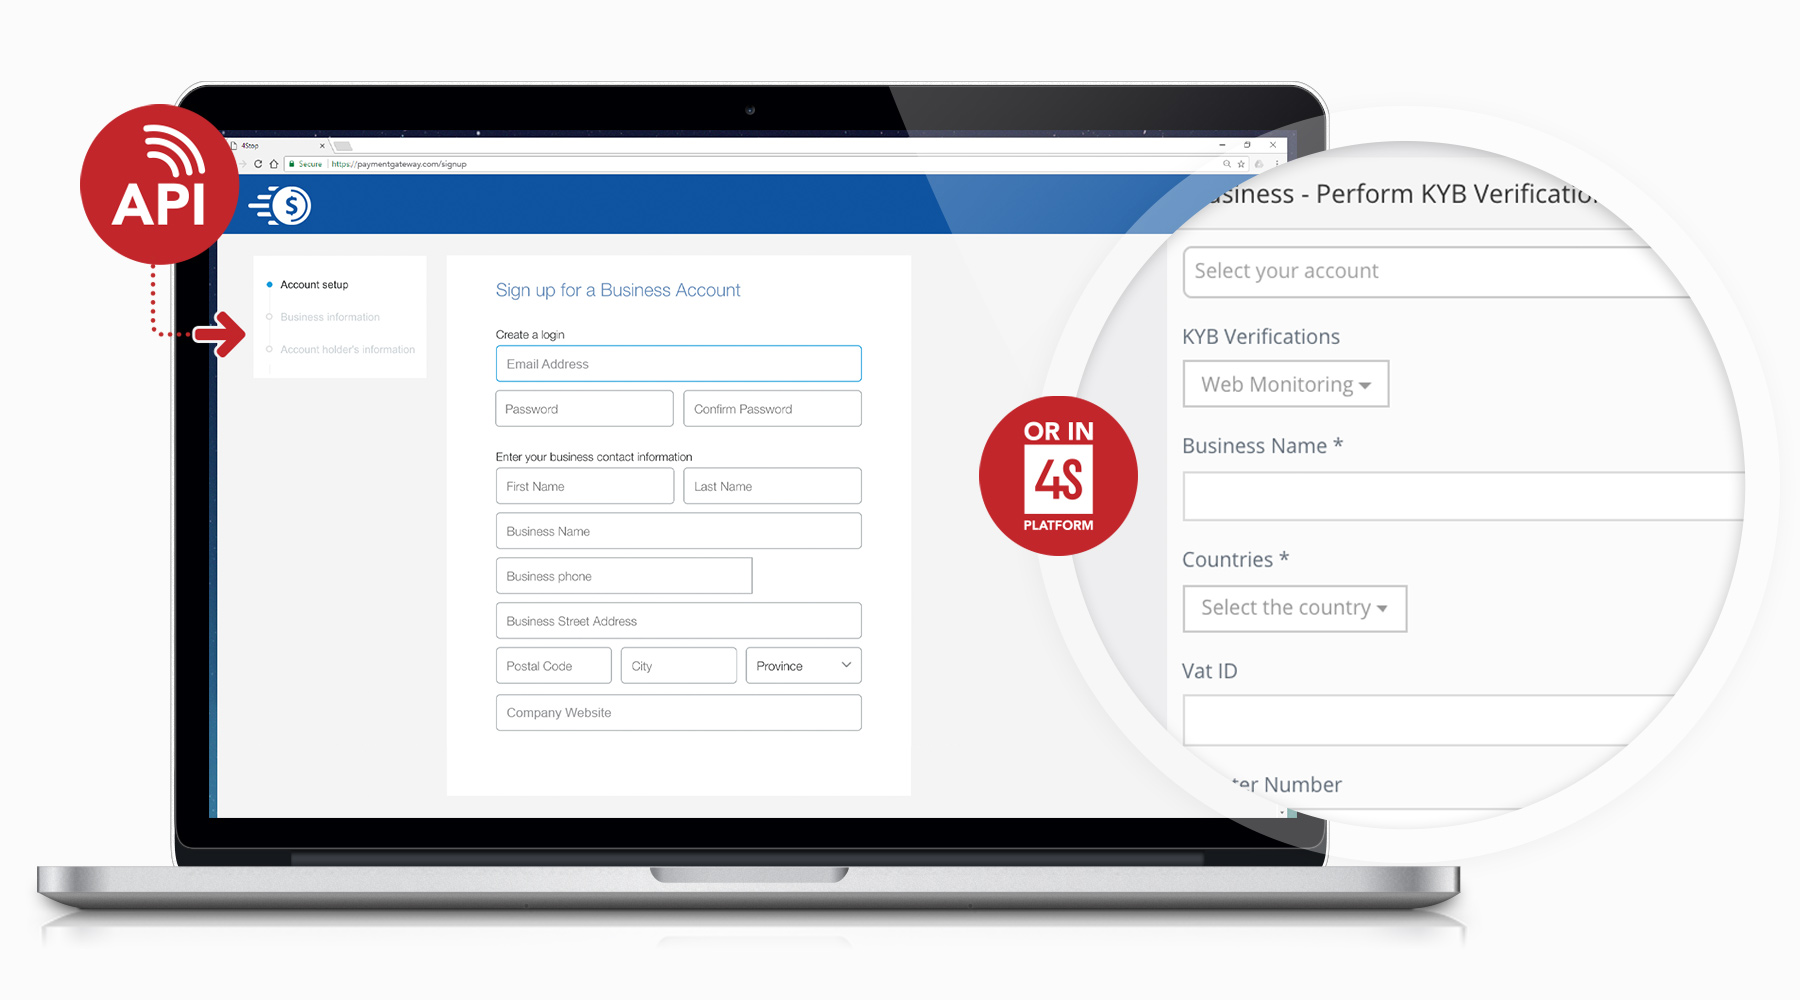 API
4Stop
Secure
https://paymentgateway.com/signup
$
Account setup
Business information
Account holder's information
Sign up for a Business Account
Create a login
Email Address
Password
Confirm Password
Enter your business contact information
First Name
Last Name
Business Name
Business phone
Business Street Address
Postal Code
City
Province
Company Website
OR IN
4S
PLATFORM
siness - Perform KYB Verificatio
Select your account
KYB Verifications
Web Monitoring
Business Name *
Countries *
Select the country
Vat ID
ter Number